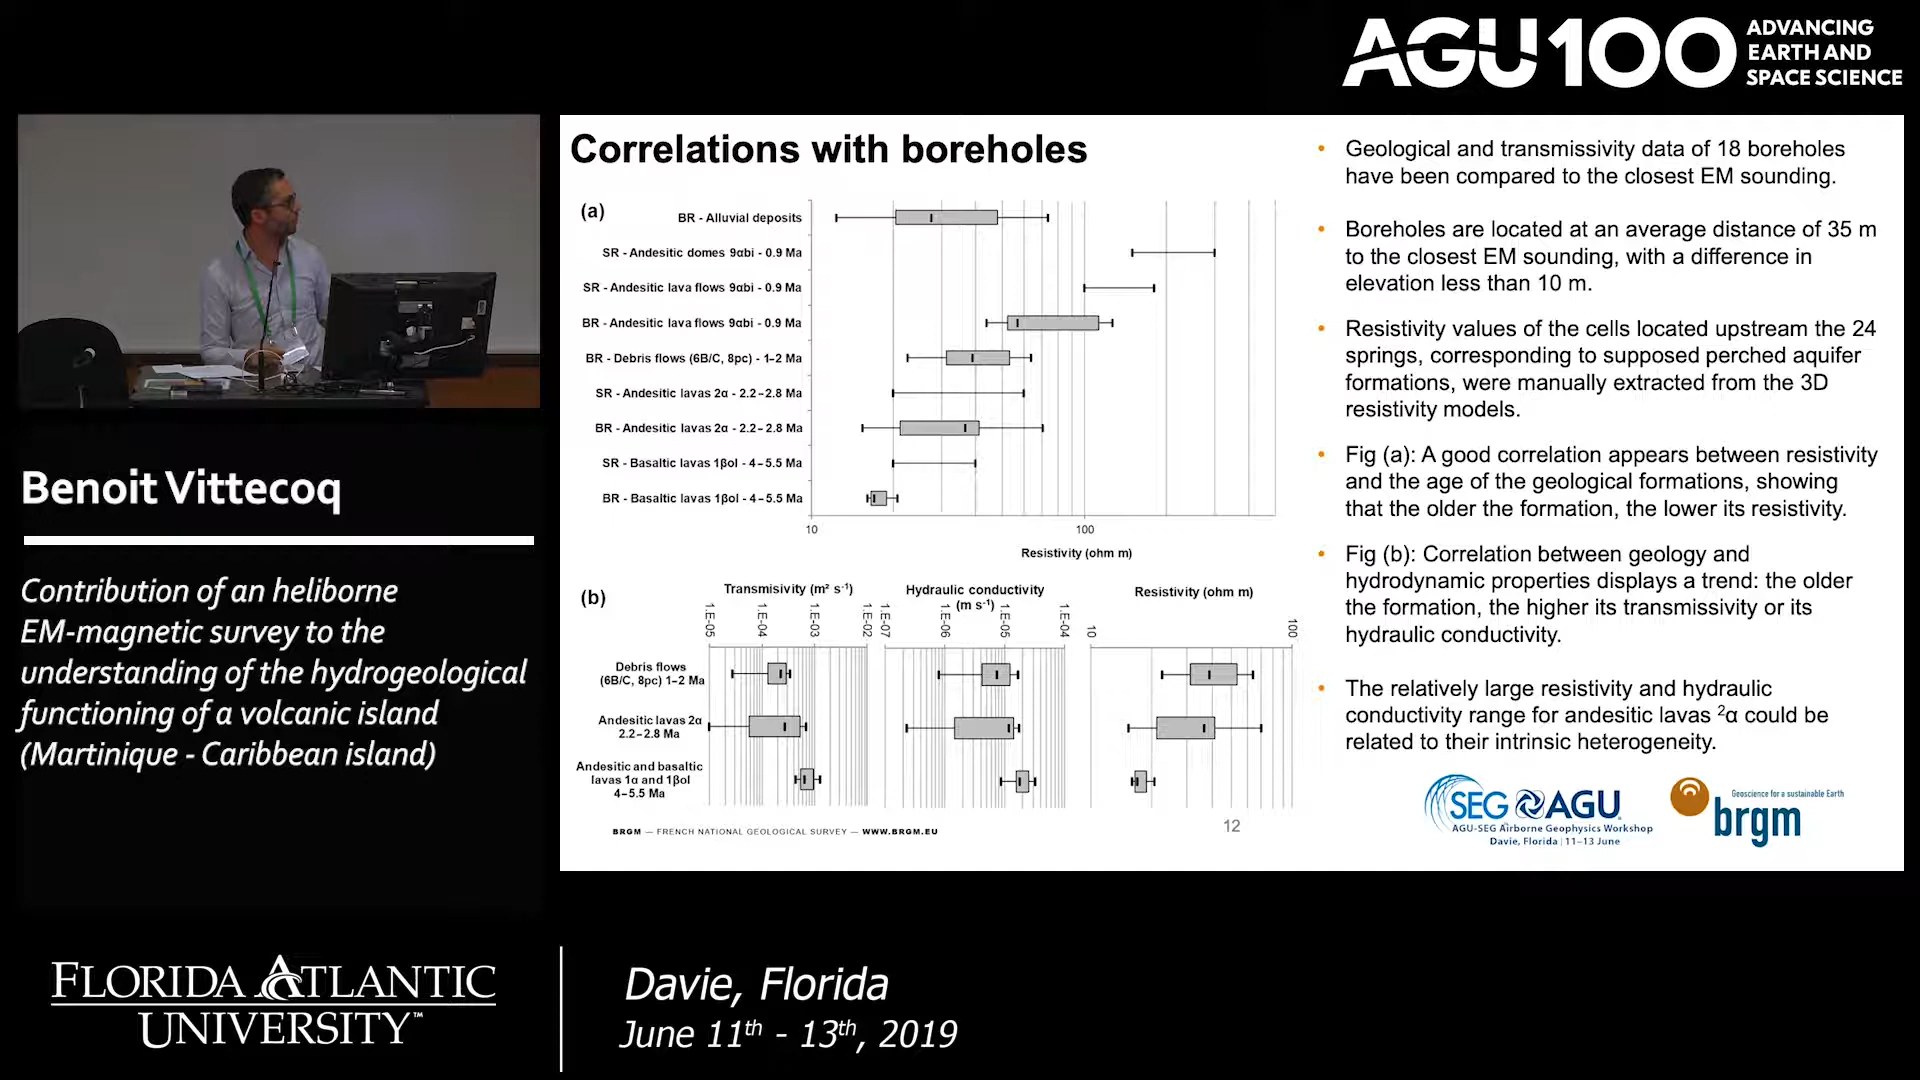 AGU100 ADVANCING
EARTH AND
SPACE SCIENCE
Correlations with boreholes
(a)
BR - Alluvial deposits
SR - Andesitic domes 9αbi - 0.9 Ma
SR - Andesitic lava flows 9αbi - 0.9 Ma
BR - Andesitic lava flows 9αbi - 0.9 Ma
BR - Debris flows (6B/C, 8pc) - 1-2 Ma
SR - Andesitic lavas 2α - 2.2-2.8 Ma
BR - Andesitic lavas 2α - 2.2-2.8 Ma
SR - Basaltic lavas 1βol - 4-5.5 Ma
BR - Basaltic lavas 1βol - 4-5.5 Ma
10 100
Resistivity (ohm m)
(b)
Transmisivity (m² s⁻¹)
1.E-05 1.E-04 1.E-03 1.E-02
Hydraulic conductivity
(m s⁻¹)
1.E-07 1.E-06 1.E-05 1.E-04
Resistivity (ohm m)
10 100
Debris flows
(6B/C, 8pc) 1-2 Ma
Andesitic lavas 2α
2.2-2.8 Ma
Andesitic and basaltic
lavas 1α and 1βol
4-5.5 Ma
BRGM — FRENCH NATIONAL GEOLOGICAL SURVEY — WWW.BRGM.EU
12
• Geological and transmissivity data of 18 boreholes
have been compared to the closest EM sounding.
• Boreholes are located at an average distance of 35 m
to the closest EM sounding, with a difference in
elevation less than 10 m.
• Resistivity values of the cells located upstream the 24
springs, corresponding to supposed perched aquifer
formations, were manually extracted from the 3D
resistivity models.
• Fig (a): A good correlation appears between resistivity
and the age of the geological formations, showing
that the older the formation, the lower its resistivity.
• Fig (b): Correlation between geology and
hydrodynamic properties displays a trend: the older
the formation, the higher its transmissivity or its
hydraulic conductivity.
• The relatively large resistivity and hydraulic
conductivity range for andesitic lavas ²α could be
related to their intrinsic heterogeneity.
SEG AGU
AGU-SEG Airborne Geophysics Workshop
Davie, Florida | 11–13 June
Geoscience for a sustainable Earth
brgm
Benoit Vittecoq
Contribution of an heliborne
EM-magnetic survey to the
understanding of the hydrogeological
functioning of a volcanic island
(Martinique - Caribbean island)
FLORIDA ATLANTIC
UNIVERSITY™
Davie, Florida
June 11th - 13th, 2019